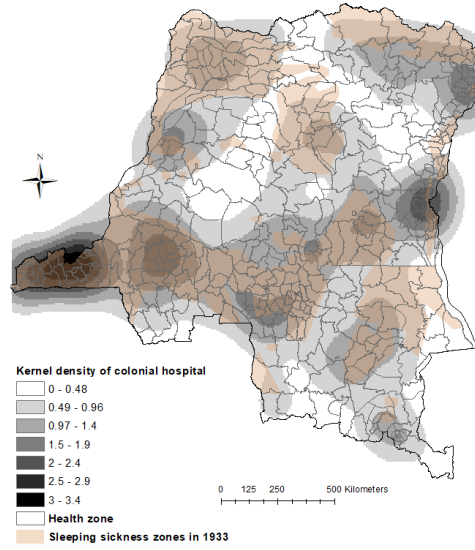 N
Kernel density of colonial hospital
0 - 0.48
0.49 - 0.96
0.97 - 1.4
1.5 - 1.9
2 - 2.4
2.5 - 2.9
3 - 3.4
Health zone
Sleeping sickness zones in 1933
0 125 250 500 Kilometers